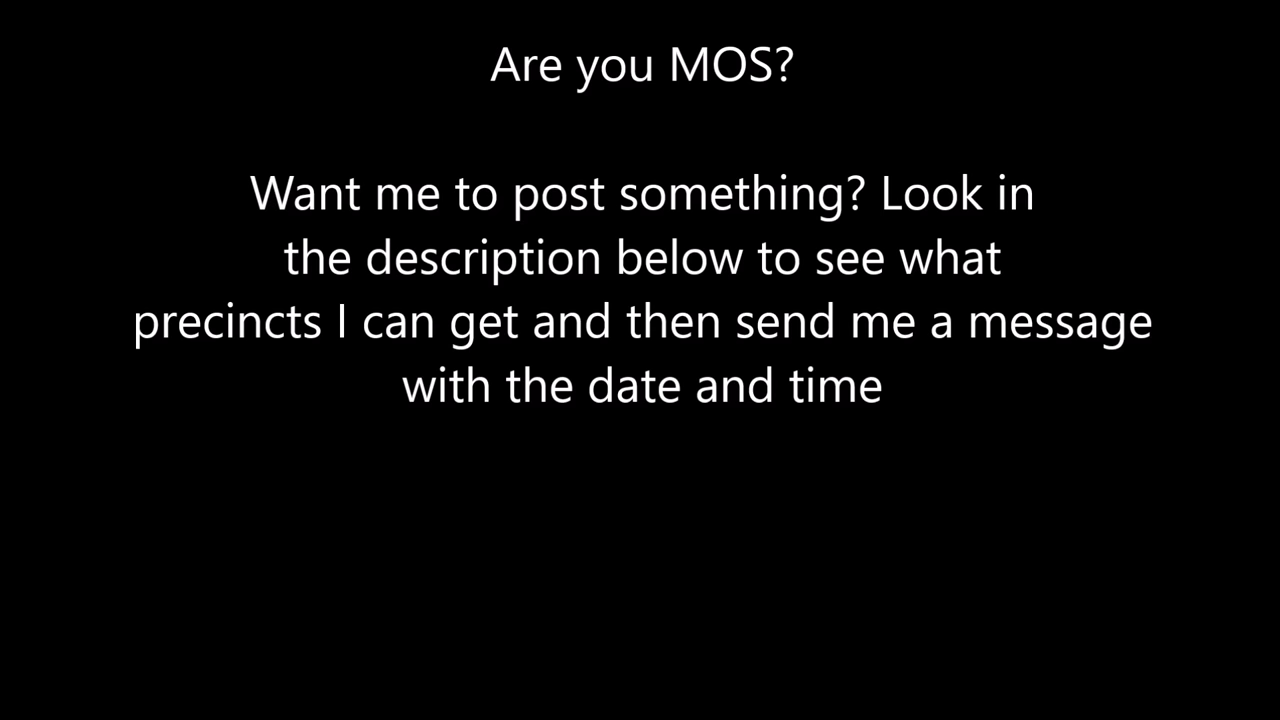 Are you MOS?
Want me to post something? Look in
the description below to see what
precincts I can get and then send me a message
with the date and time